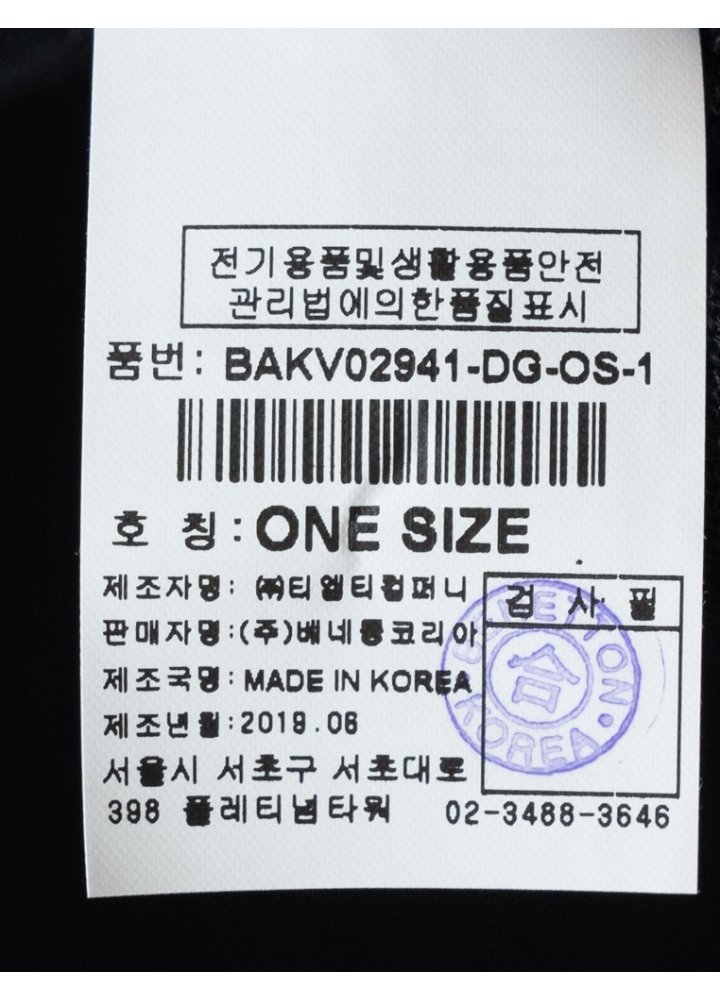 전기용품및생활용품안전
관리법에의한품질표시
품번: BAKV02941-DG-OS-1
호 칭:ONE SIZE
제조자명: ㈜티엘티컴퍼니
판매자명:(주)베네통코리아
제조국명: MADE IN KOREA
제조년월:2019.06
서울시 서초구 서초대로
398 플레티넘타워 02-3488-3646
검 사 필
BENETTON
合
KOREA